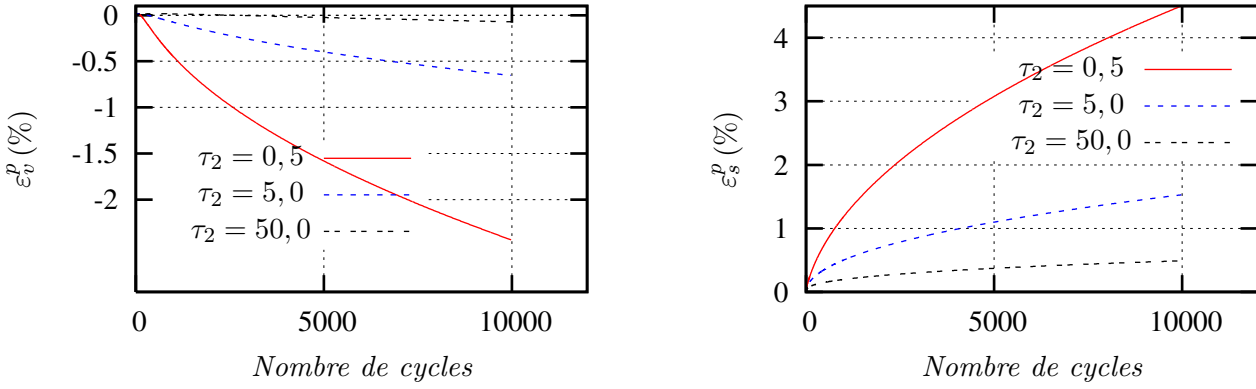 0
-0.5
-1
-1.5
-2
ε_v^p (%)
τ₂ = 0, 5
τ₂ = 5, 0
τ₂ = 50, 0
0
5000
10000
Nombre de cycles
4
3
2
1
0
ε_s^p (%)
τ₂ = 0, 5
τ₂ = 5, 0
τ₂ = 50, 0
0
5000
10000
Nombre de cycles